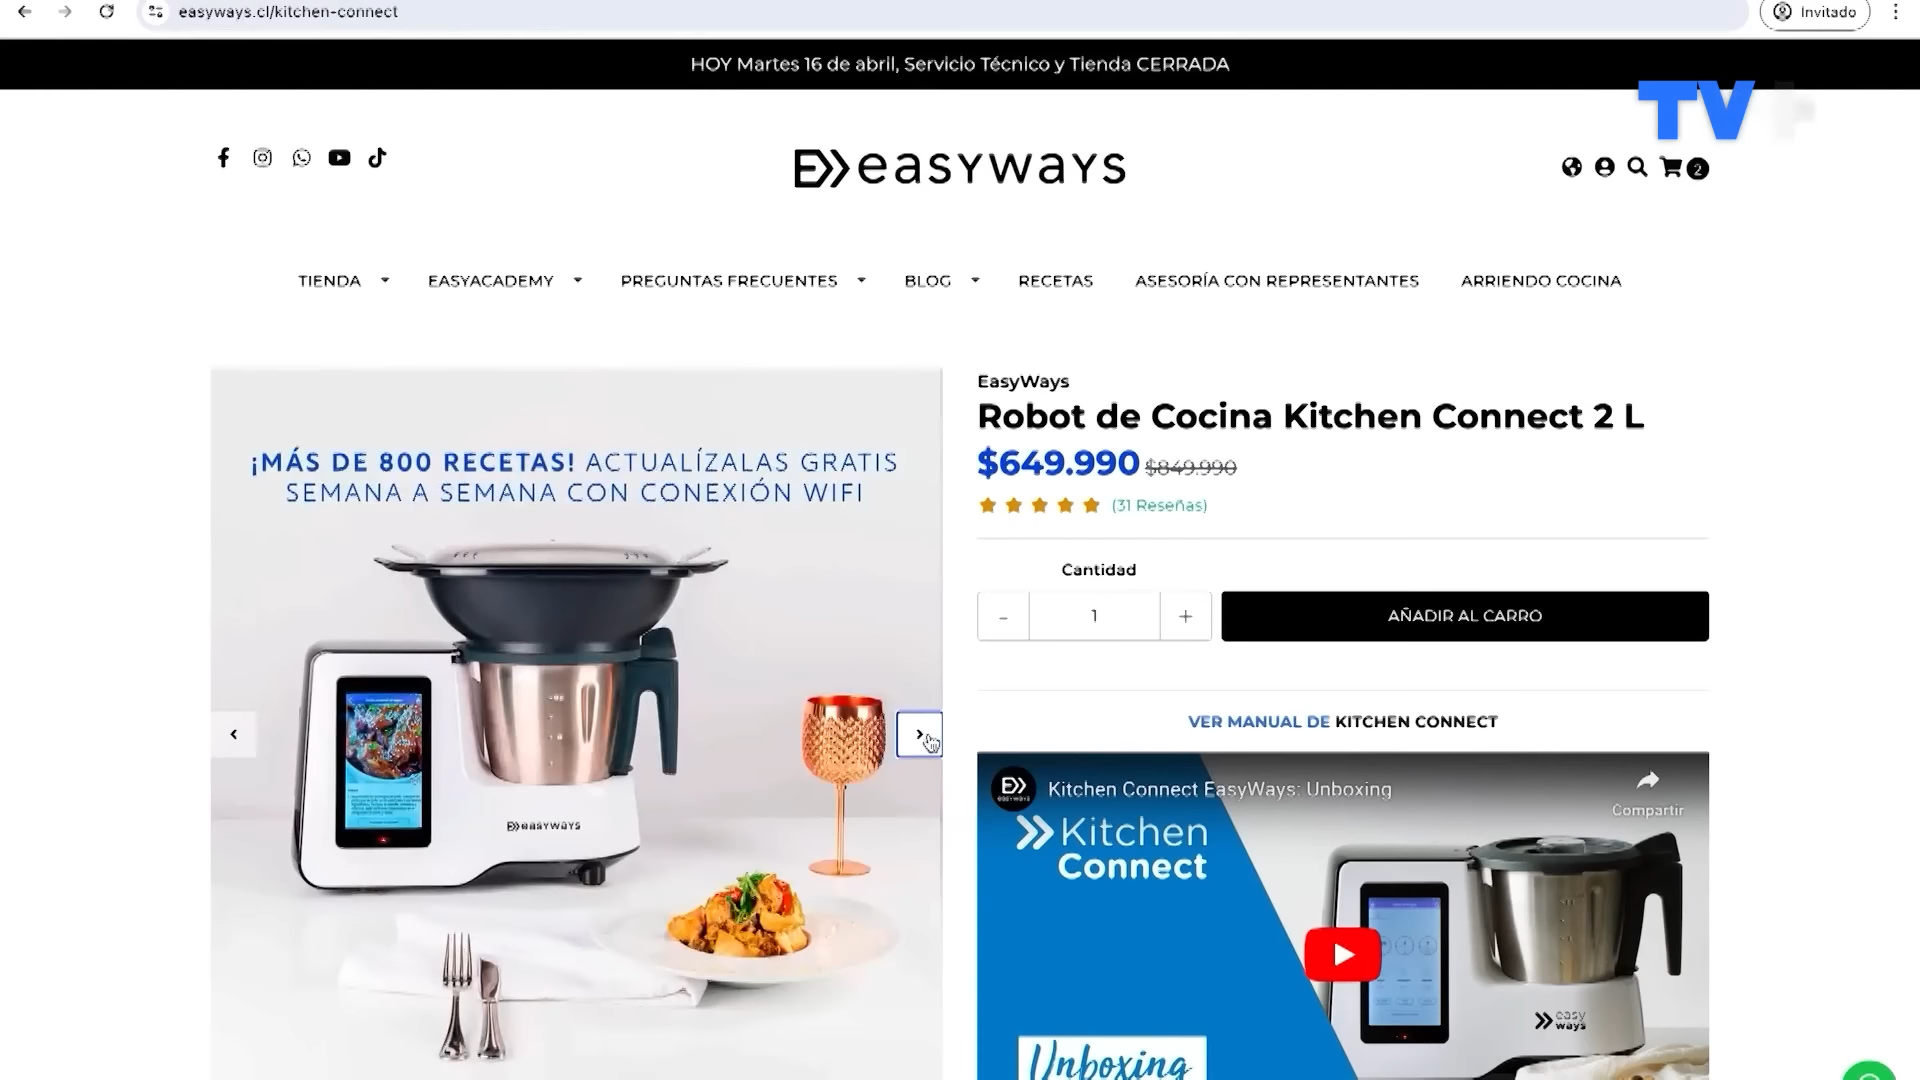 easyways.cl/kitchen-connect
Invitado
HOY Martes 16 de abril, Servicio Técnico y Tienda CERRADA
TV
easyways
2
TIENDA EASYACADEMY PREGUNTAS FRECUENTES BLOG RECETAS ASESORÍA CON REPRESENTANTES ARRIENDO COCINA
¡MÁS DE 800 RECETAS! ACTUALÍZALAS GRATIS
SEMANA A SEMANA CON CONEXIÓN WIFI
easyways
EasyWays
Robot de Cocina Kitchen Connect 2 L
$649.990 $849.990
(31 Reseñas)
Cantidad
- 1 + AÑADIR AL CARRO
VER MANUAL DE KITCHEN CONNECT
Kitchen Connect EasyWays: Unboxing
Compartir
Kitchen
Connect
easy
ways
Unboxing